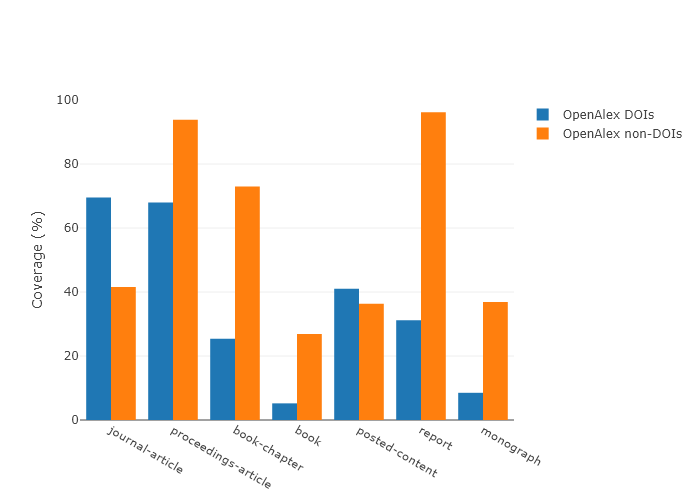 OpenAlex DOIs
OpenAlex non-DOIs
Coverage (%)
100
80
60
40
20
0
journal-article
proceedings-article
book-chapter
book
posted-content
report
monograph